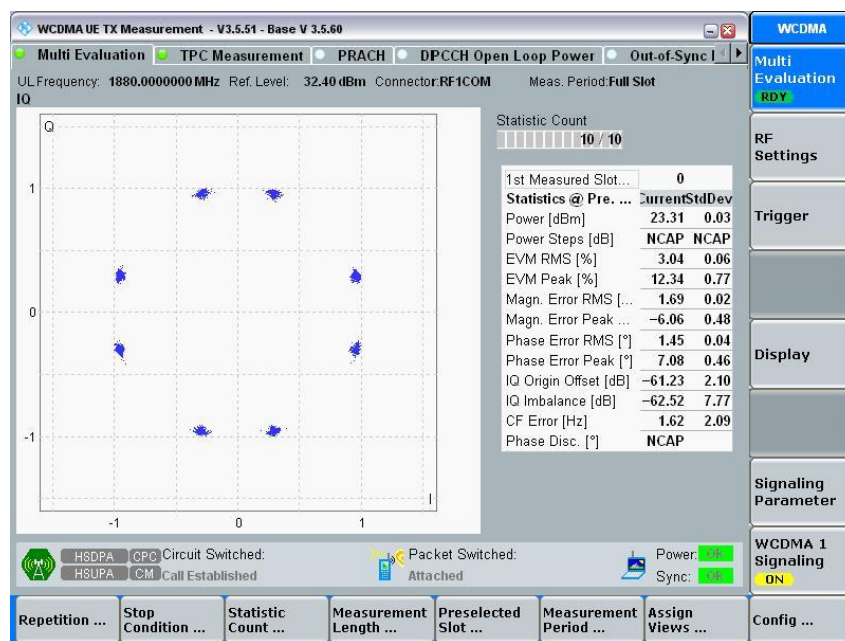 WCDMA UE TX Measurement - V3.5.51 - Base V 3.5.60
WCDMA
Multi Evaluation
TPC Measurement
PRACH
DPCCH Open Loop Power
Out-of-Sync
UL Frequency: 1880.0000000 MHz Ref. Level: 32.40 dBm Connector:RF1COM Meas. Period:Full Slot
IQ
Q
1
0
-1
-1 0 1
I
Statistic Count
10 / 10
1st Measured Slot... 0
Statistics @ Pre. ... Current StdDev
Power [dBm] 23.31 0.03
Power Steps [dB] NCAP NCAP
EVM RMS [%] 3.04 0.06
EVM Peak [%] 12.34 0.77
Magn. Error RMS [... 1.69 0.02
Magn. Error Peak ... −6.06 0.48
Phase Error RMS [°] 1.45 0.04
Phase Error Peak [°] 7.08 0.46
IQ Origin Offset [dB] −61.23 2.10
IQ Imbalance [dB] −62.52 7.77
CF Error [Hz] 1.62 2.09
Phase Disc. [°] NCAP
Multi
Evaluation
RDY
RF
Settings
Trigger
Display
Signaling
Parameter
WCDMA 1
Signaling
ON
HSDPA CPC Circuit Switched:
HSUPA CM Call Established
Packet Switched:
Attached
Power: OK
Sync: OK
Repetition ...
Stop
Condition ...
Statistic
Count ...
Measurement
Length ...
Preselected
Slot ...
Measurement
Period ...
Assign
Views ...
Config ...